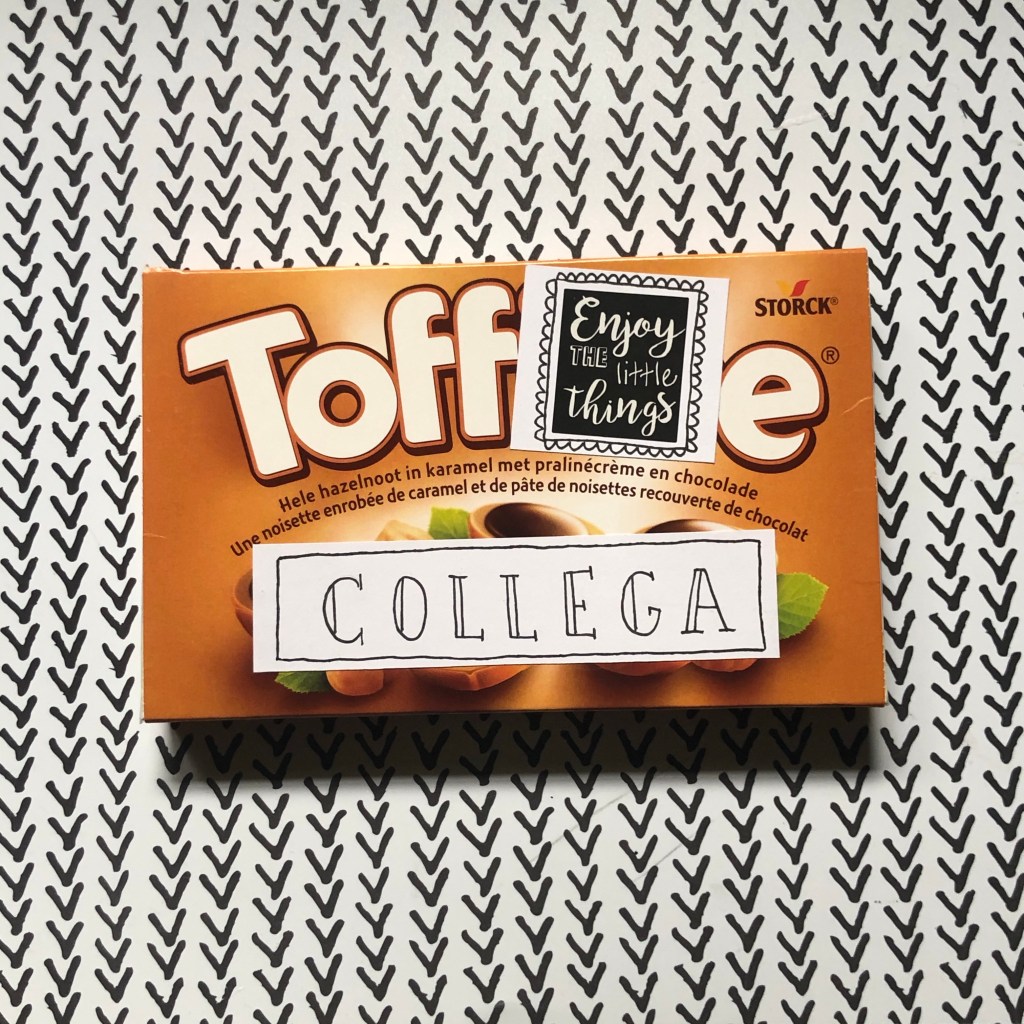 Toff e®
STORCK®
Enjoy
THE little
things
Hele hazelnoot in karamel met pralinécrème en chocolade
Une noisette enrobée de caramel et de pâte de noisettes recouverte de chocolat
COLLEGA